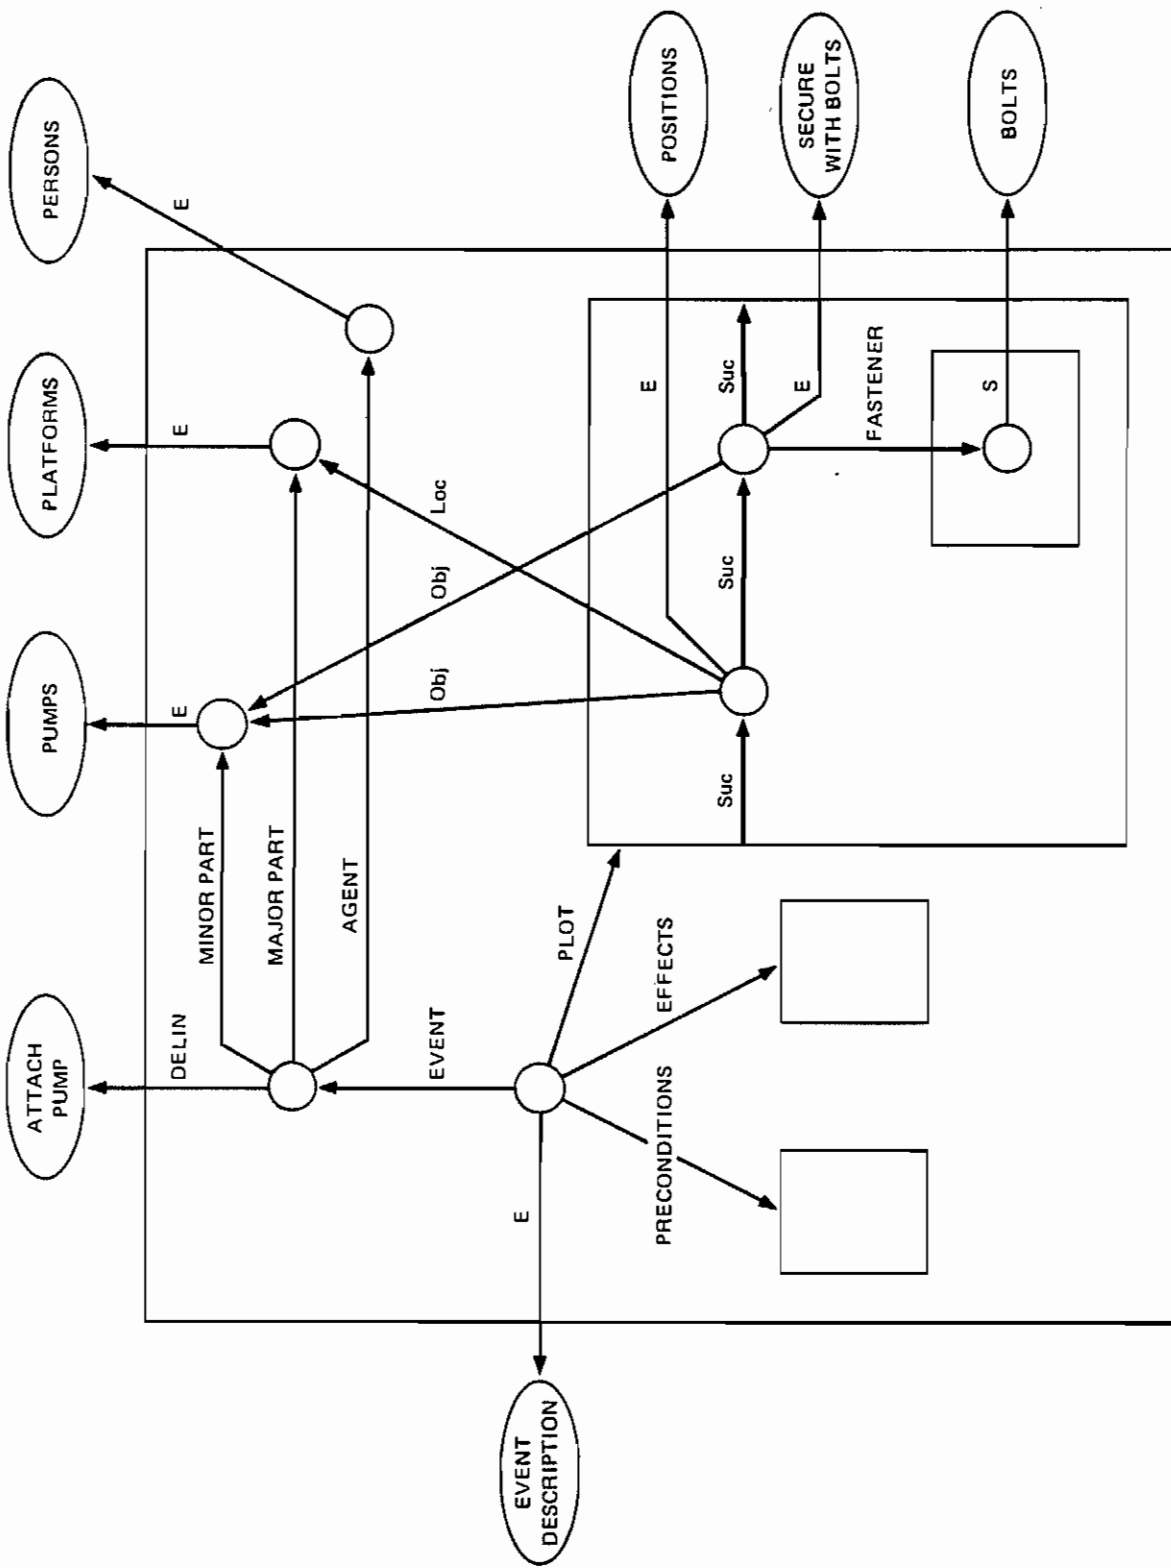 ATTACH
PUMP
PUMPS
PLATFORMS
PERSONS
DELIN
E
E
E
MINOR PART
MAJOR PART
AGENT
EVENT
Obj
Obj
Loc
E
EVENT
DESCRIPTION
PLOT
EFFECTS
PRECONDITIONS
E
POSITIONS
Suc
Suc
Suc
E
SECURE
WITH BOLTS
FASTENER
S
BOLTS